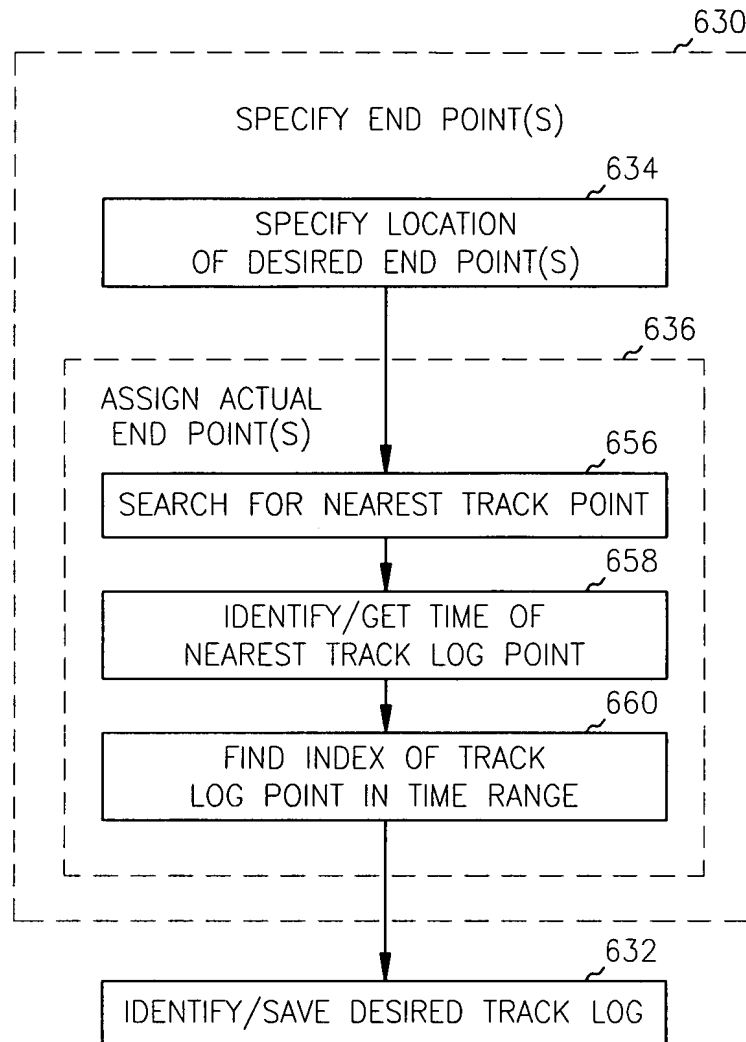 630
SPECIFY END POINT(S)
634
SPECIFY LOCATION
OF DESIRED END POINT(S)
636
ASSIGN ACTUAL
END POINT(S)
656
SEARCH FOR NEAREST TRACK POINT
658
IDENTIFY/GET TIME OF
NEAREST TRACK LOG POINT
660
FIND INDEX OF TRACK
LOG POINT IN TIME RANGE
632
IDENTIFY/SAVE DESIRED TRACK LOG